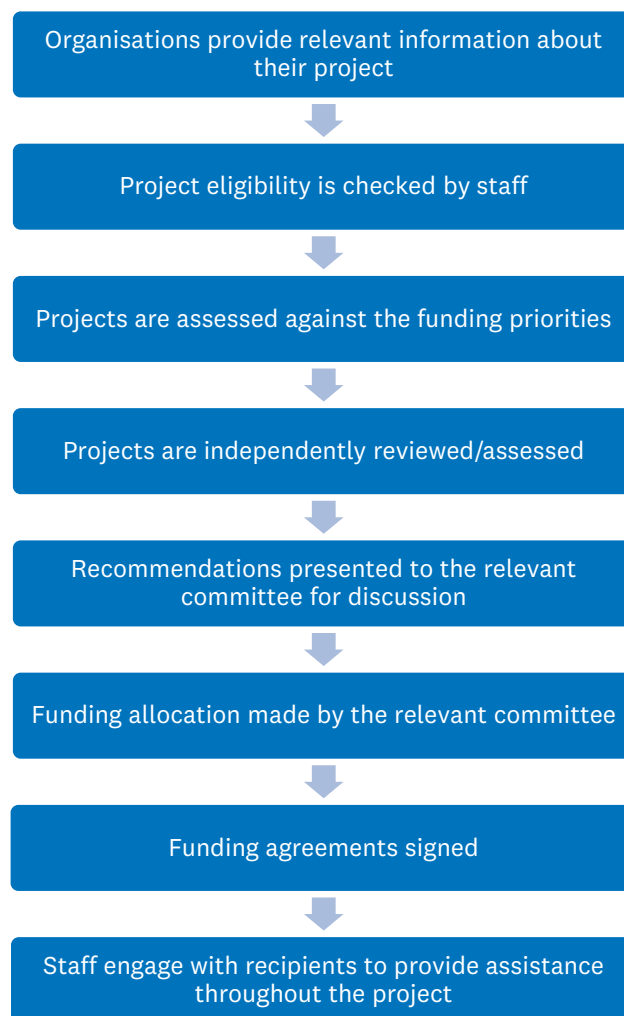 Organisations provide relevant information about
their project
Project eligibility is checked by staff
Projects are assessed against the funding priorities
Projects are independently reviewed/assessed
Recommendations presented to the relevant
committee for discussion
Funding allocation made by the relevant committee
Funding agreements signed
Staff engage with recipients to provide assistance
throughout the project